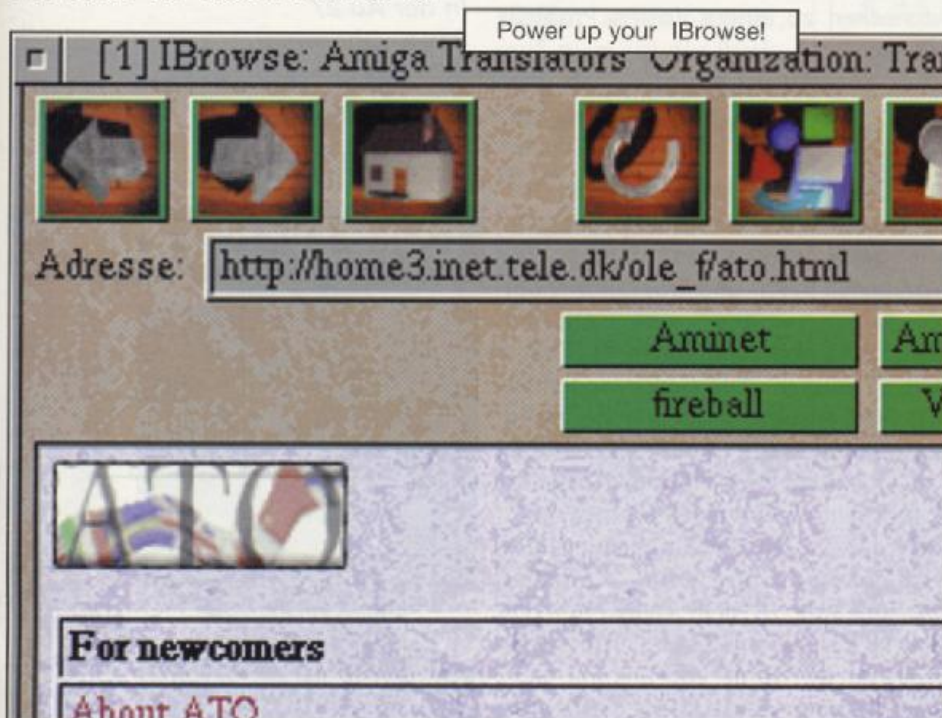 Power up your IBrowse!
[1] IBrowse: Amiga Translators' Organization:
Adresse: http://home3.inet.tele.dk/ole_f/ato.html
Aminet
fireball
ATO
For newcomers
About ATO